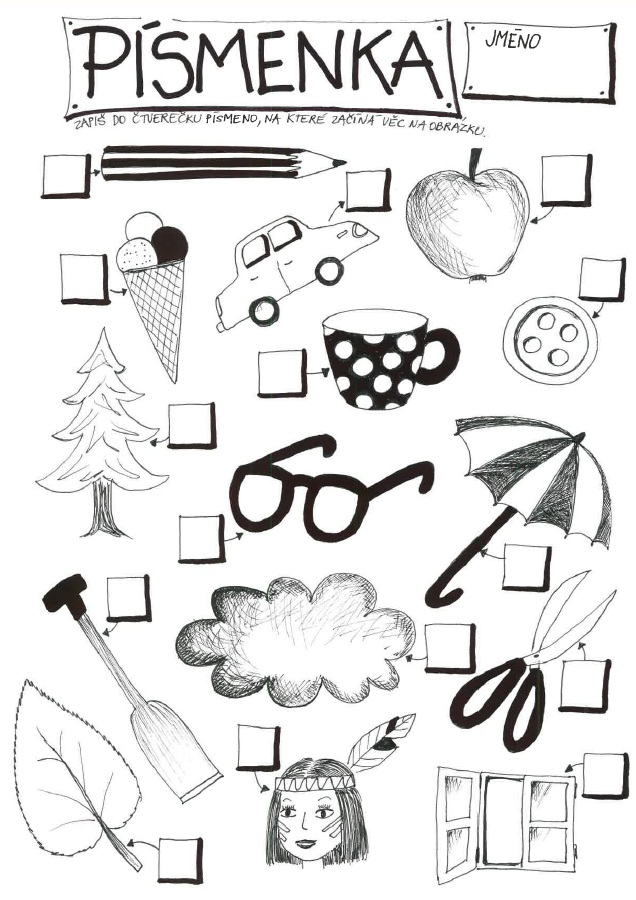 PÍSMENKA
JMÉNO
ZAPIŠ DO ČTVEREČKU PÍSMENO, NA KTERÉ ZAČÍNÁ VĚC NA OBRÁZKU.